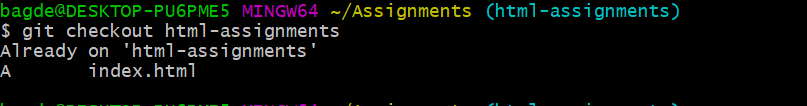 bagde@DESKTOP-PU6PME5 MINGW64 ~/Assignments (html-assignments)
$ git checkout html-assignments
Already on 'html-assignments'
A       index.html